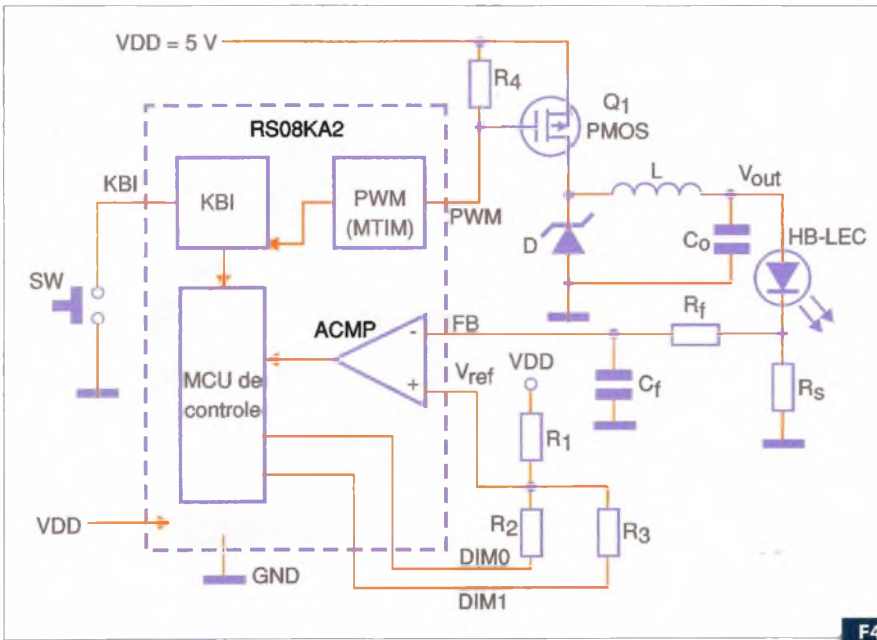 VDD = 5 V
R4
Q1
PMOS
RS08KA2
KBI
KBI
PWM
(MTIM)
PWM
L
Vout
D
Co
HB-LEC
SW
ACMP
FB
Rf
MCU de
controle
-
+
Vref
VDD
Cf
Rs
R1
R2
R3
VDD
GND
DIM0
DIM1
F4